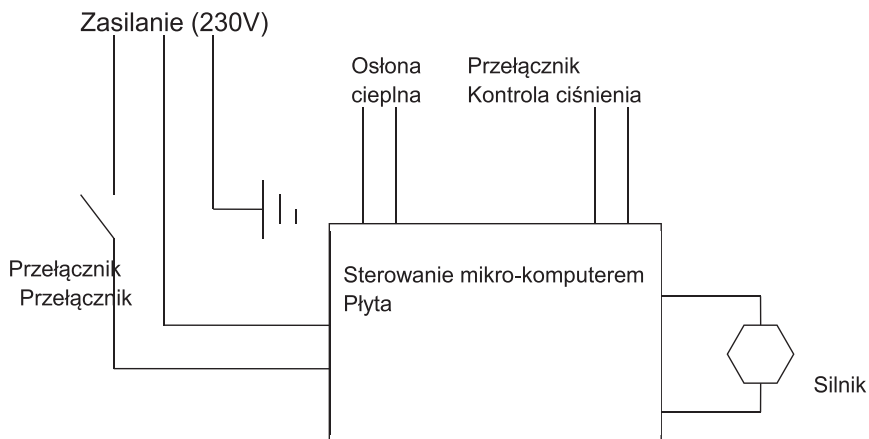 Zasilanie (230V)
Osłona
cieplna
Przełącznik
Kontrola ciśnienia
Przełącznik
Przełącznik
Sterowanie mikro-komputerem
Płyta
Silnik